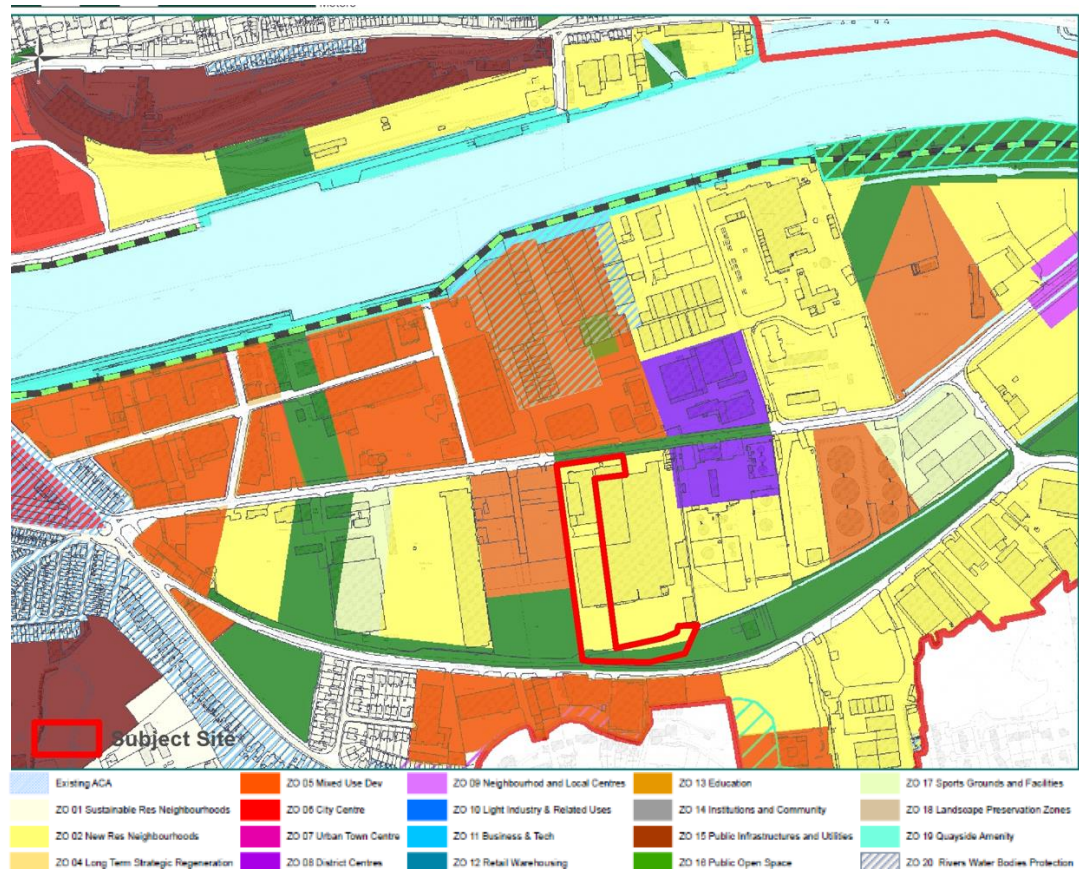 Meters
Subject Site
Existing ACA
ZO 01 Sustainable Res Neighbourhoods
ZO 02 New Res Neighbourhoods
ZO 04 Long Term Strategic Regeneration
ZO 05 Mixed Use Dev
ZO 06 City Centre
ZO 07 Urban Town Centre
ZO 08 District Centres
ZO 09 Neighbourhod and Local Centres
ZO 10 Light Industry & Related Uses
ZO 11 Business & Tech
ZO 12 Retail Warehousing
ZO 13 Education
ZO 14 Institutions and Community
ZO 15 Public Infrastructures and Utilities
ZO 16 Public Open Space
ZO 17 Sports Grounds and Facilities
ZO 18 Landscape Preservation Zones
ZO 19 Quayside Amenity
ZO 20 Rivers Water Bodies Protection